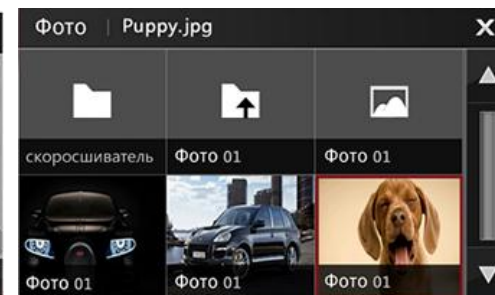 Фото | Puppy.jpg X
скоросшиватель Фото 01 Фото 01
Фото 01 Фото 01 Фото 01